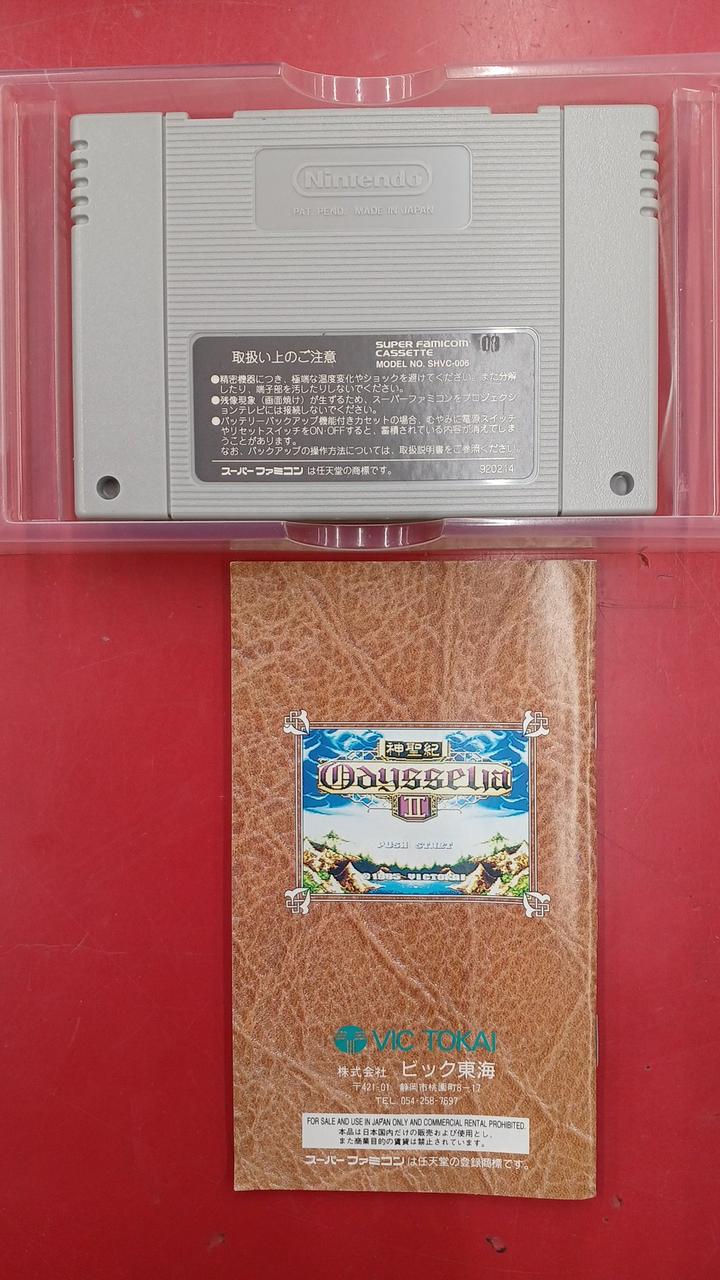 Nintendo
PAT. PEND. MADE IN JAPAN
取扱い上のご注意
SUPER FAMICOM
CASSETTE
MODEL NO. SHVC-006
●精密機器につき、極端な温度変化やショックを避けてください。また分解
したり、端子部を汚したりしないでください。
●残像現象（画面焼け）が生ずるため、スーパーファミコンをプロジェクシ
ョンテレビには接続しないでください。
●バッテリーバックアップ機能付きカセットの場合、むやみに電源スイッチ
やリセットスイッチをON・OFFすると、蓄積されている内容が消えてしま
うことがあります。
なお、バックアップの操作方法については、取扱説明書をご参照ください。
スーパーファミコンは任天堂の商標です。
920214
神聖紀
Odysselia
II
PUSH START
©1995 VICTOKAI
VIC TOKAI
株式会社 ビック東海
〒421-01 静岡市桃園町8-17
TEL.054-258-7697
FOR SALE AND USE IN JAPAN ONLY AND COMMERCIAL RENTAL PROHIBITED.
本品は日本国内だけの販売および使用とし、
また商業目的の賃貸は禁止されています。
スーパーファミコンは任天堂の登録商標です。